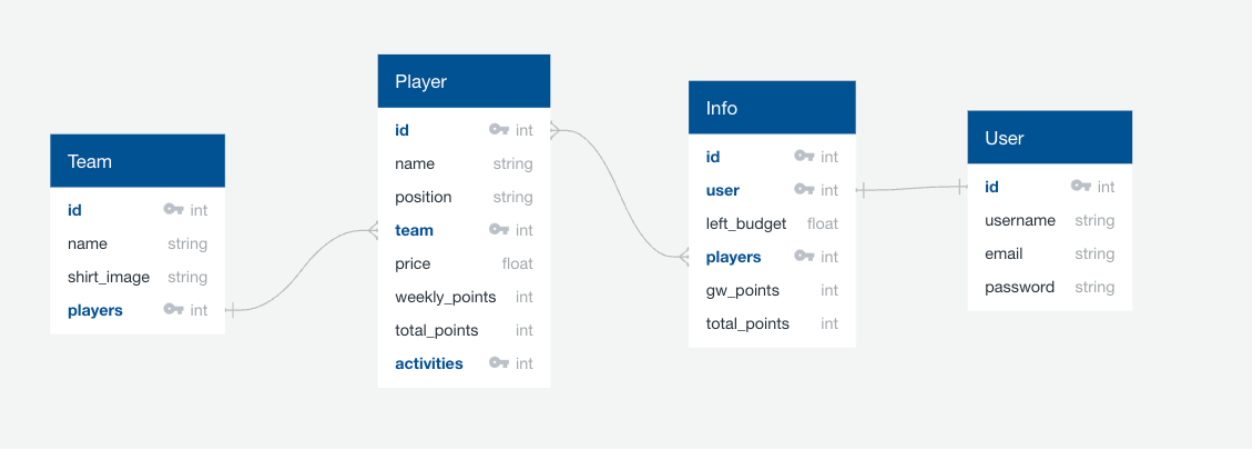 Team
id int
name string
shirt_image string
players int
Player
id int
name string
position string
team int
price float
weekly_points int
total_points int
activities int
Info
id int
user int
left_budget float
players int
gw_points int
total_points int
User
id int
username string
email string
password string